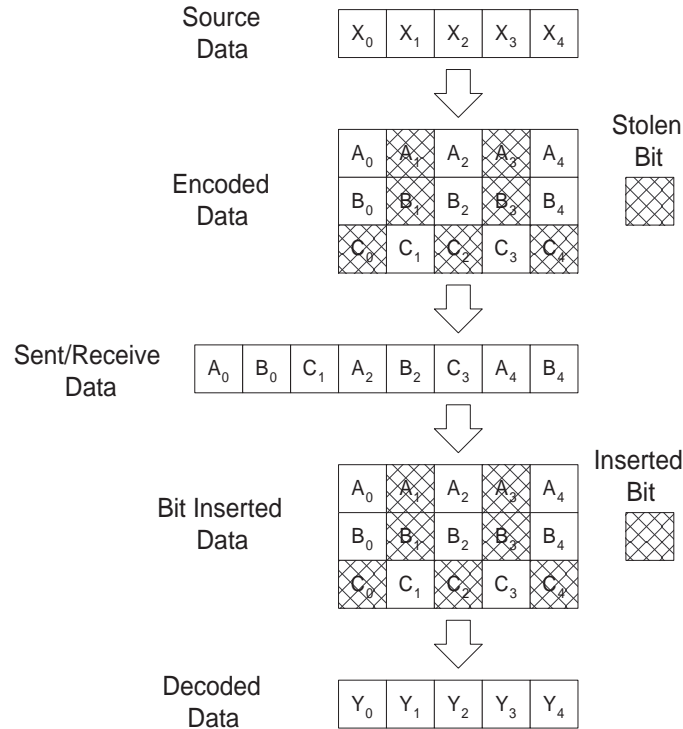 Source
Data
X0 X1 X2 X3 X4
Encoded
Data
A0 A1 A2 A3 A4
B0 B1 B2 B3 B4
C0 C1 C2 C3 C4
Stolen
Bit
Sent/Receive
Data
A0 B0 C1 A2 B2 C3 A4 B4
Bit Inserted
Data
A0 A1 A2 A3 A4
B0 B1 B2 B3 B4
C0 C1 C2 C3 C4
Inserted
Bit
Decoded
Data
Y0 Y1 Y2 Y3 Y4